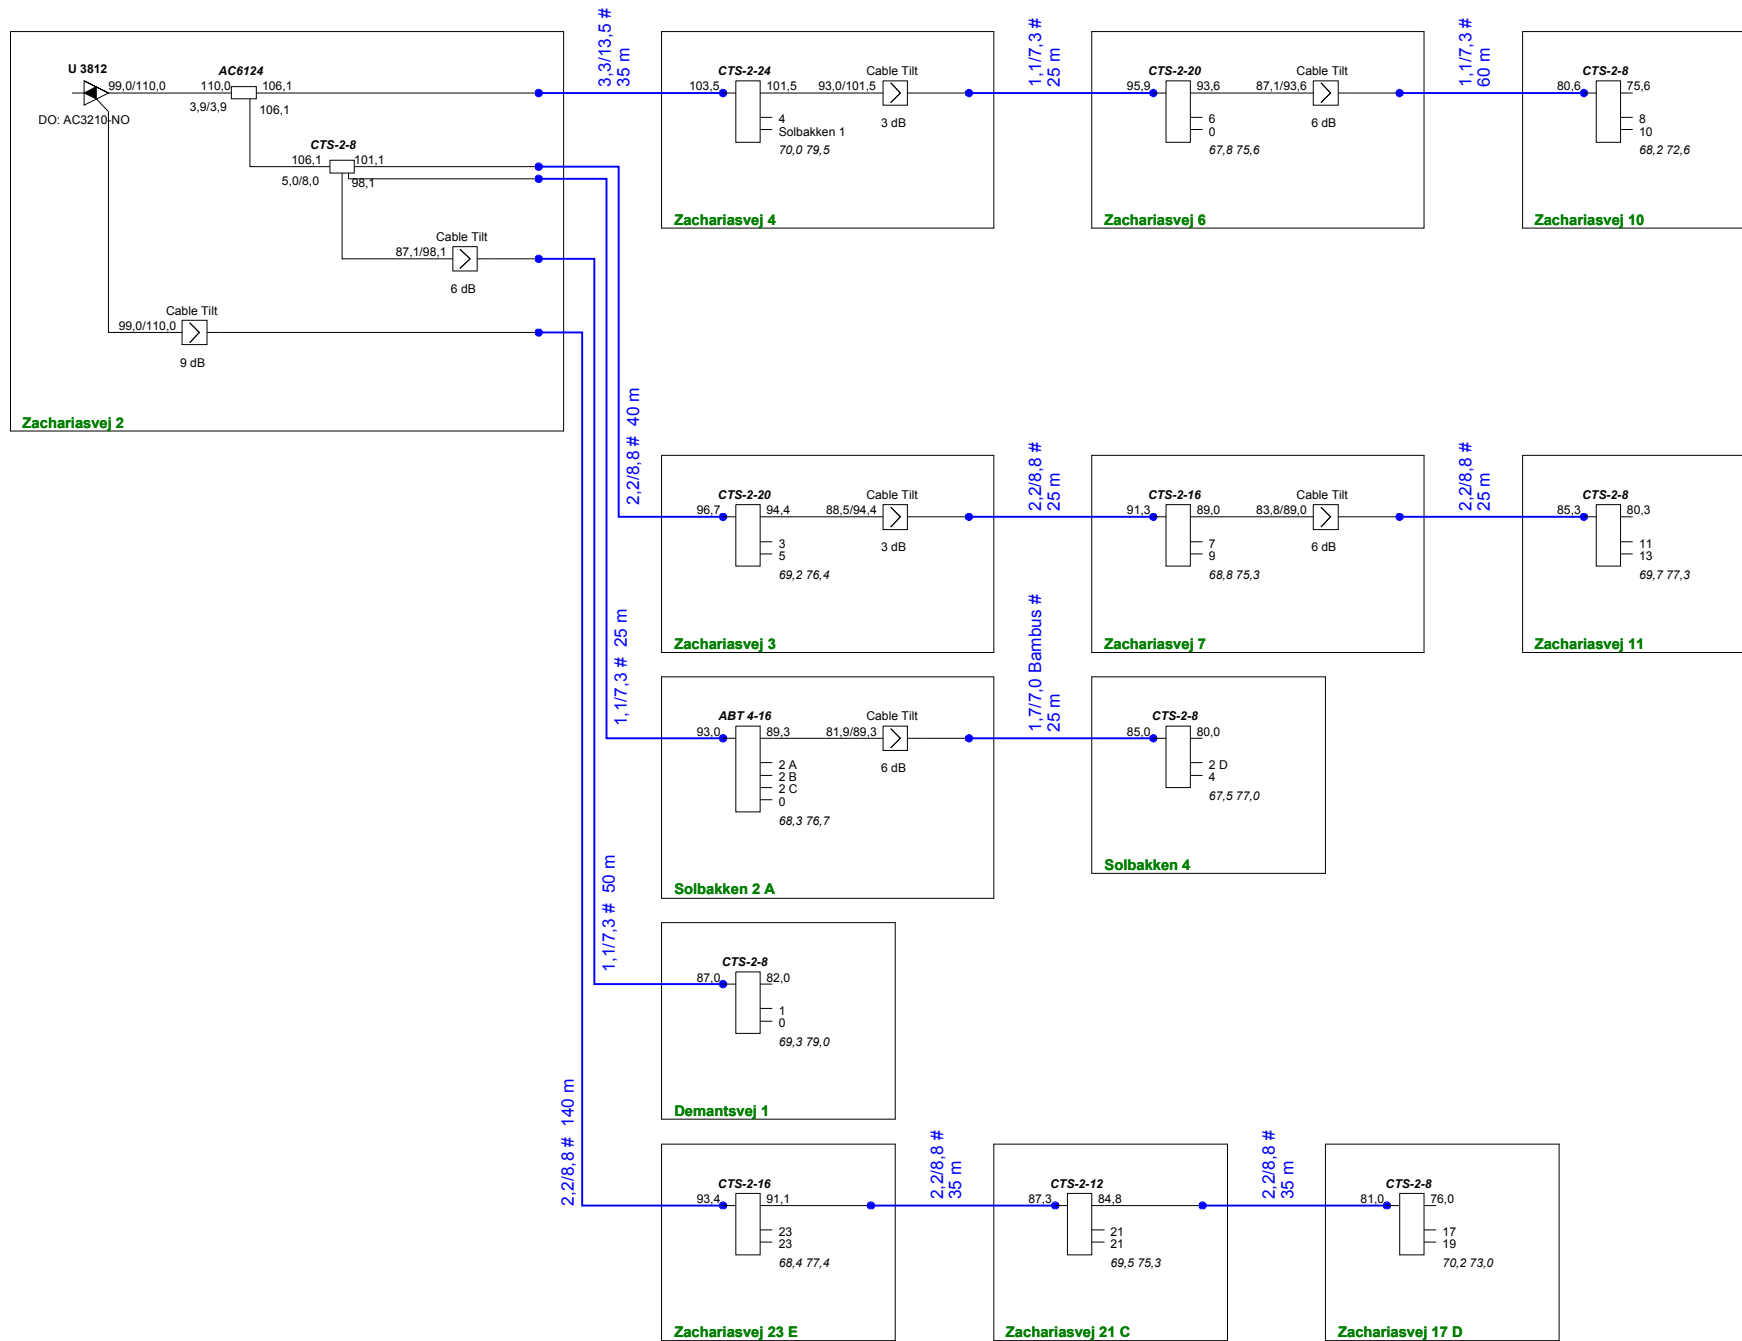 U 3812
99,0/110,0
DO: AC3210-NO
AC6124
110,0
106,1
3,9/3,9
106,1
CTS-2-8
106,1
101,1
5,0/8,0
98,1
Cable Tilt
87,1/98,1
6 dB
Cable Tilt
99,0/110,0
9 dB
Zachariasvej 2
3,3/13,5 #
35 m
CTS-2-24
103,5
101,5
4
Solbakken 1
70,0 79,5
Cable Tilt
93,0/101,5
3 dB
Zachariasvej 4
1,1/7,3 #
25 m
CTS-2-20
95,9
93,6
6
0
67,8 75,6
Cable Tilt
87,1/93,6
6 dB
Zachariasvej 6
1,1/7,3 #
60 m
CTS-2-8
80,6
75,6
8
10
68,2 72,6
Zachariasvej 10
2,2/8,8 # 40 m
CTS-2-20
96,7
94,4
3
5
69,2 76,4
Cable Tilt
88,5/94,4
3 dB
Zachariasvej 3
2,2/8,8 #
25 m
CTS-2-16
91,3
89,0
7
9
68,8 75,3
Cable Tilt
83,8/89,0
6 dB
Zachariasvej 7
2,2/8,8 #
25 m
CTS-2-8
85,3
80,3
11
13
69,7 77,3
Zachariasvej 11
1,1/7,3 # 25 m
ABT 4-16
93,0
89,3
2 A
2 B
2 C
0
68,3 76,7
Cable Tilt
81,9/89,3
6 dB
Solbakken 2 A
1,7/7,0 Bambus #
25 m
CTS-2-8
85,0
80,0
2 D
4
67,5 77,0
Solbakken 4
1,1/7,3 # 50 m
CTS-2-8
87,0
82,0
1
0
69,3 79,0
Demantsvej 1
2,2/8,8 # 140 m
CTS-2-16
93,4
91,1
23
23
68,4 77,4
Zachariasvej 23 E
2,2/8,8 #
35 m
CTS-2-12
87,3
84,8
21
21
69,5 75,3
Zachariasvej 21 C
2,2/8,8 #
35 m
CTS-2-8
81,0
76,0
17
19
70,2 73,0
Zachariasvej 17 D